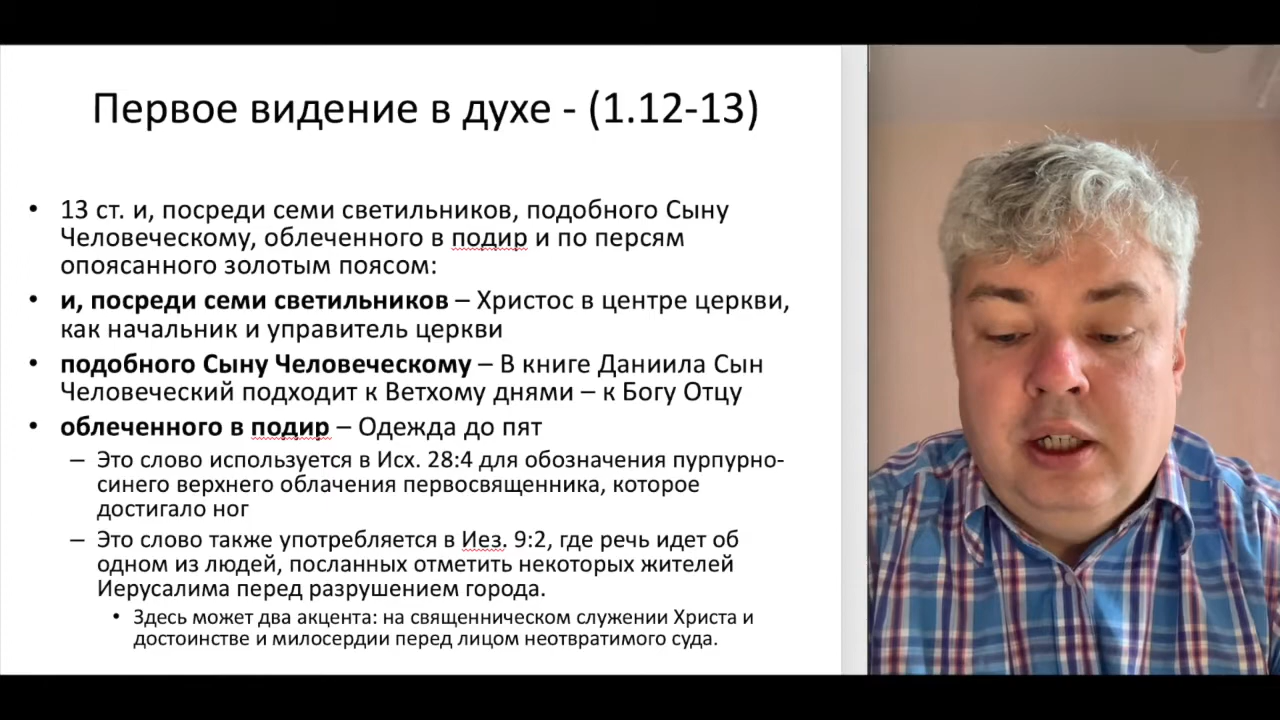 Первое видение в духе - (1.12-13)
• 13 ст. и, посреди семи светильников, подобного Сыну
Человеческому, облеченного в подир и по персям
опоясанного золотым поясом:
• и, посреди семи светильников – Христос в центре церкви,
как начальник и управитель церкви
• подобного Сыну Человеческому – В книге Даниила Сын
Человеческий подходит к Ветхому днями – к Богу Отцу
• облеченного в подир – Одежда до пят
– Это слово используется в Исх. 28:4 для обозначения пурпурно-
синего верхнего облачения первосвященника, которое
достигало ног
– Это слово также употребляется в Иез. 9:2, где речь идет об
одном из людей, посланных отметить некоторых жителей
Иерусалима перед разрушением города.
• Здесь может два акцента: на священническом служении Христа и
достоинстве и милосердии перед лицом неотвратимого суда.